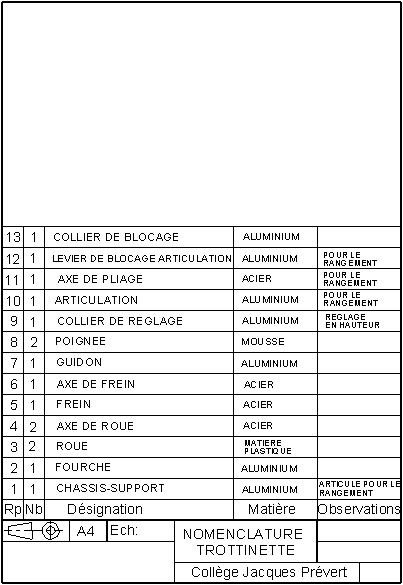 13 1 COLLIER DE BLOCAGE ALUMINIUM
12 1 LEVIER DE BLOCAGE ARTICULATION ALUMINIUM POUR LE RANGEMENT
11 1 AXE DE PLIAGE ACIER POUR LE RANGEMENT
10 1 ARTICULATION ALUMINIUM POUR LE RANGEMENT
9 1 COLLIER DE REGLAGE ALUMINIUM REGLAGE EN HAUTEUR
8 2 POIGNEE MOUSSE
7 1 GUIDON ALUMINIUM
6 1 AXE DE FREIN ACIER
5 1 FREIN ACIER
4 2 AXE DE ROUE ACIER
3 2 ROUE MATIERE PLASTIQUE
2 1 FOURCHE ALUMINIUM
1 1 CHASSIS-SUPPORT ALUMINIUM ARTICULE POUR LE RANGEMENT
Rp Nb Désignation Matière Observations
A4 Ech:
NOMENCLATURE
TROTTINETTE
Collège Jacques Prévert